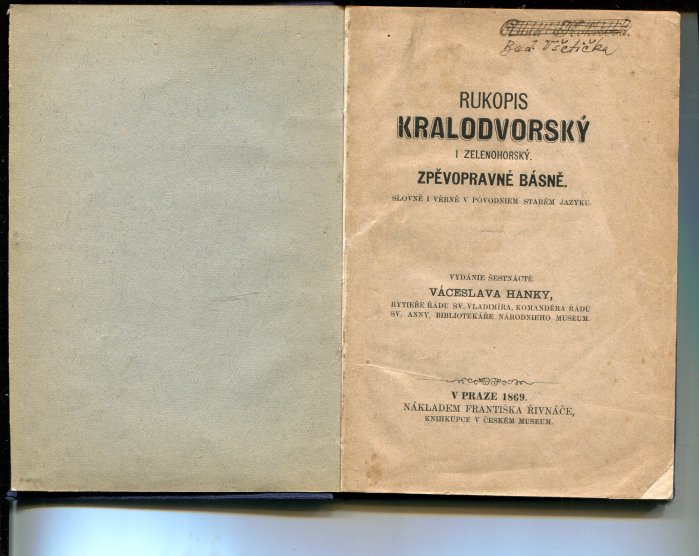 Bad. Všetička
RUKOPIS
KRALODVORSKÝ
I ZELENOHORSKÝ.
ZPĚVOPRAVNÉ BÁSNĚ.
SLOVNĚ I VĚRNĚ V PÓVODNIEM STARÉM JAZYKU.
VYDÁNIE ŠESTNÁCTÉ
VÁCESLAVA HANKY,
RYTIEŘE ŘÁDU SV. VLADIMÍRA, KOMANDÉRA ŘÁDU
SV. ANNY, BIBLIOTEKÁŘE NÁRODNIEHO MUSEUM.
V PRAZE 1869.
NÁKLADEM FRANTIŠKA ŘIVNÁČE,
KNIHKUPCE V ČESKÉM MUSEUM.